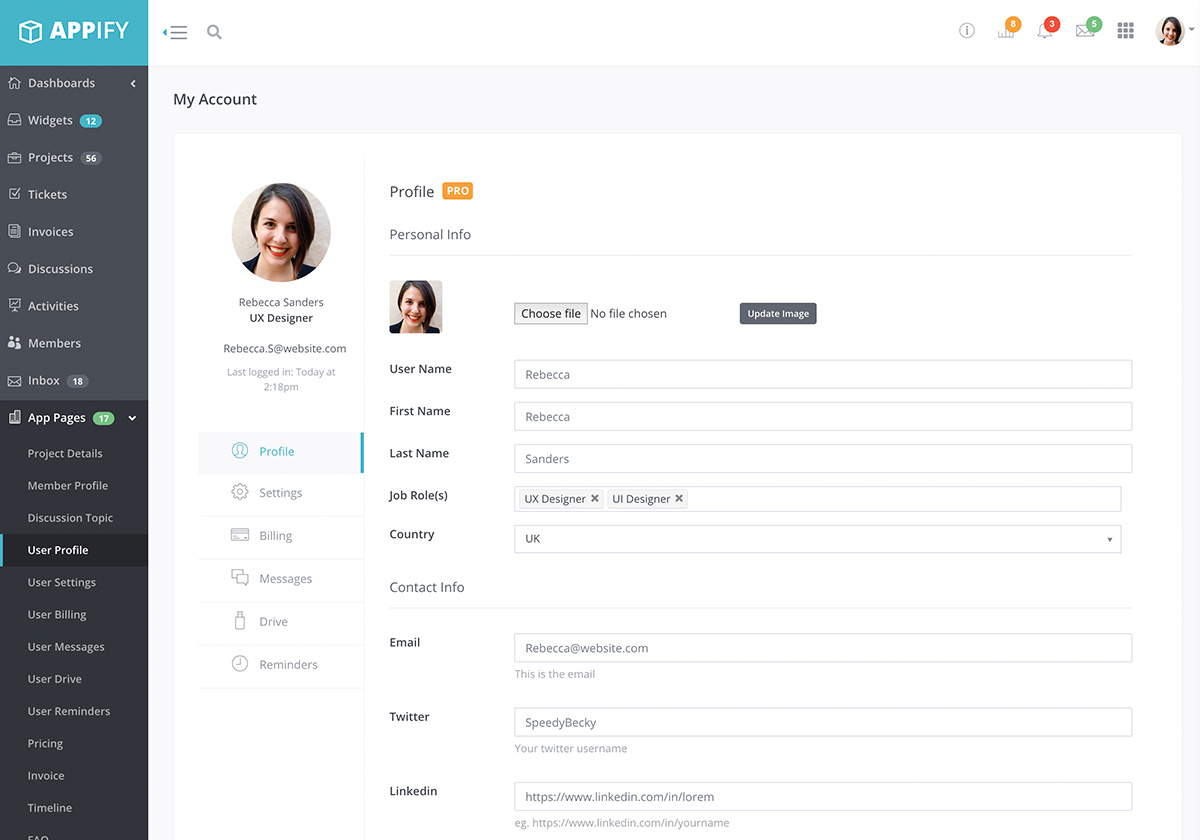 APPIFY
8
3
5
Dashboards
Widgets 12
Projects 56
Tickets
Invoices
Discussions
Activities
Members
Inbox 18
App Pages 17
Project Details
Member Profile
Discussion Topic
User Profile
User Settings
User Billing
User Messages
User Drive
User Reminders
Pricing
Invoice
Timeline
FAQ
My Account
Rebecca Sanders
UX Designer
Rebecca.S@website.com
Last logged in: Today at
2:18pm
Profile
Settings
Billing
Messages
Drive
Reminders
Profile PRO
Personal Info
Choose file No file chosen
Update Image
User Name Rebecca
First Name Rebecca
Last Name Sanders
Job Role(s) UX Designer ✕ UI Designer ✕
Country UK
Contact Info
Email Rebecca@website.com
This is the email
Twitter SpeedyBecky
Your twitter username
Linkedin https://www.linkedin.com/in/lorem
eg. https://www.linkedin.com/in/yourname